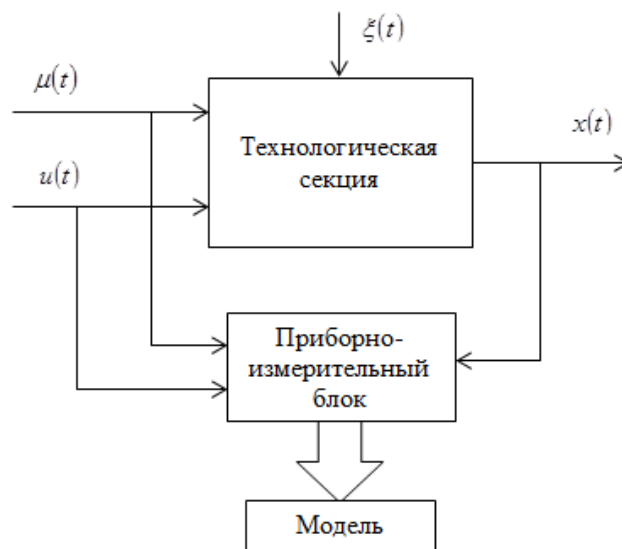 ξ(t)
μ(t)
Технологическая
секция
x(t)
u(t)
Приборно-
измерительный
блок
Модель